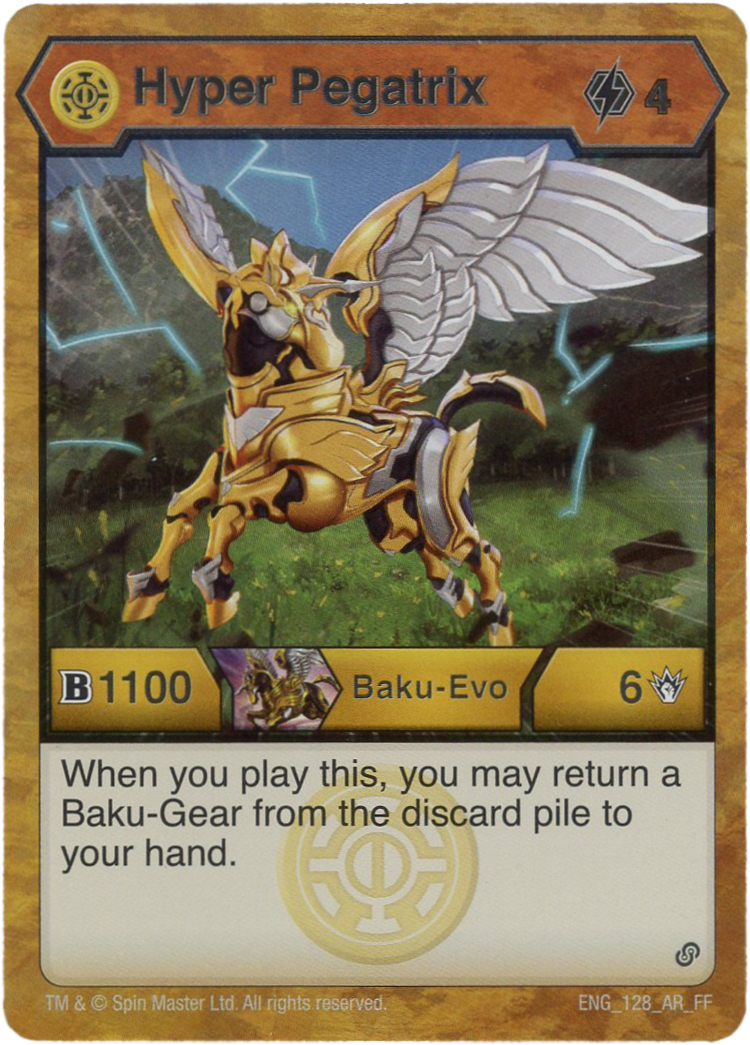 Hyper Pegatrix 4
B 1100 Baku-Evo 6
When you play this, you may return a
Baku-Gear from the discard pile to
your hand.
TM & © Spin Master Ltd. All rights reserved. ENG_128_AR_FF